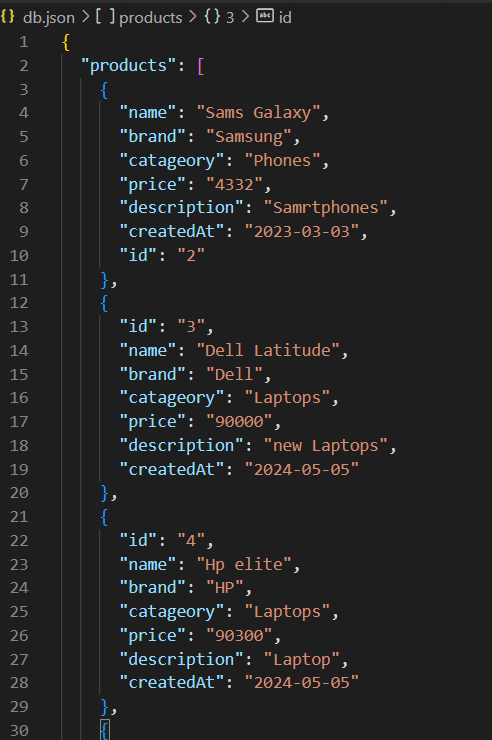 {} db.json > [ ] products > {} 3 > abc id
1 {
2 "products": [
3 {
4 "name": "Sams Galaxy",
5 "brand": "Samsung",
6 "catageory": "Phones",
7 "price": "4332",
8 "description": "Samrtphones",
9 "createdAt": "2023-03-03",
10 "id": "2"
11 },
12 {
13 "id": "3",
14 "name": "Dell Latitude",
15 "brand": "Dell",
16 "catageory": "Laptops",
17 "price": "90000",
18 "description": "new Laptops",
19 "createdAt": "2024-05-05"
20 },
21 {
22 "id": "4",
23 "name": "Hp elite",
24 "brand": "HP",
25 "catageory": "Laptops",
26 "price": "90300",
27 "description": "Laptop",
28 "createdAt": "2024-05-05"
29 },
30 {